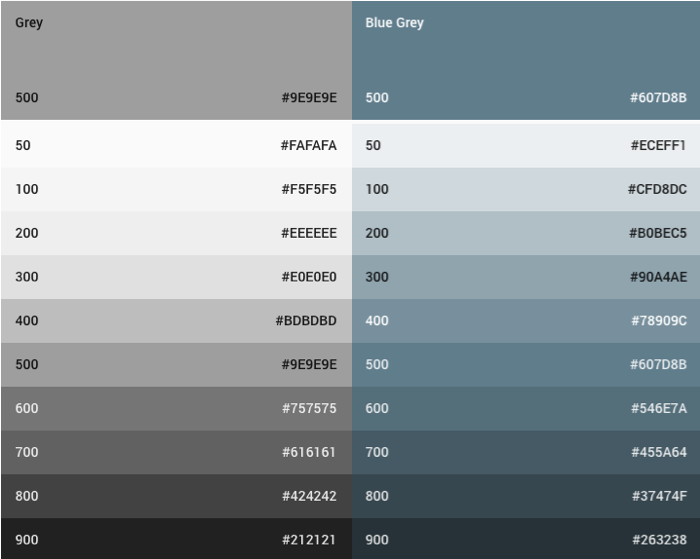 Grey
500 #9E9E9E
50 #FAFAFA
100 #F5F5F5
200 #EEEEEE
300 #E0E0E0
400 #BDBDBD
500 #9E9E9E
600 #757575
700 #616161
800 #424242
900 #212121
Blue Grey
500 #607D8B
50 #ECEFF1
100 #CFD8DC
200 #B0BEC5
300 #90A4AE
400 #78909C
500 #607D8B
600 #546E7A
700 #455A64
800 #37474F
900 #263238